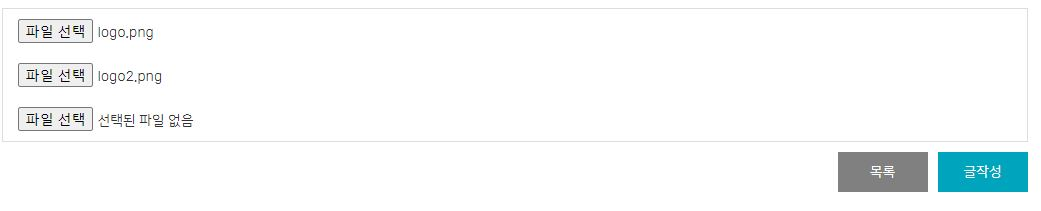 파일 선택 logo.png
파일 선택 logo2.png
파일 선택 선택된 파일 없음
목록 글작성